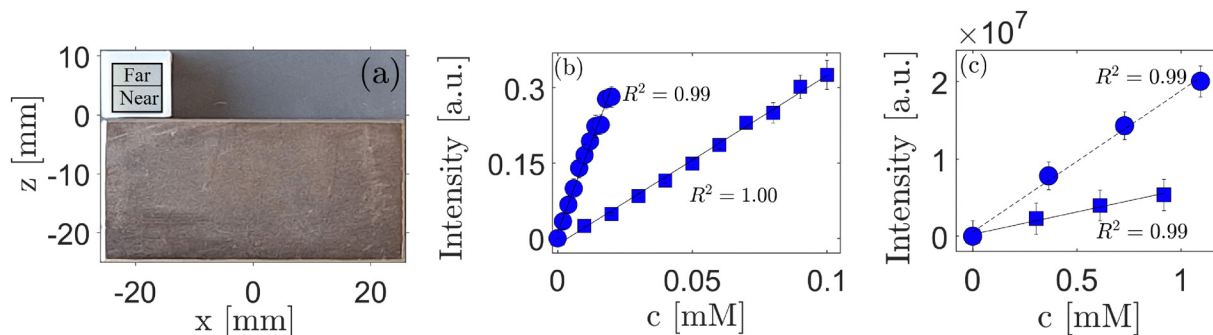 10
0
-10
-20
z [mm]
Far
Near
(a)
-20
0
20
x [mm]
Intensity [a.u.]
0.3
0.15
0
(b)
R² = 0.99
R² = 1.00
0
0.05
0.1
c [mM]
×10⁷
Intensity [a.u.]
2
1
0
(c)
R² = 0.99
R² = 0.99
0
0.5
1
c [mM]